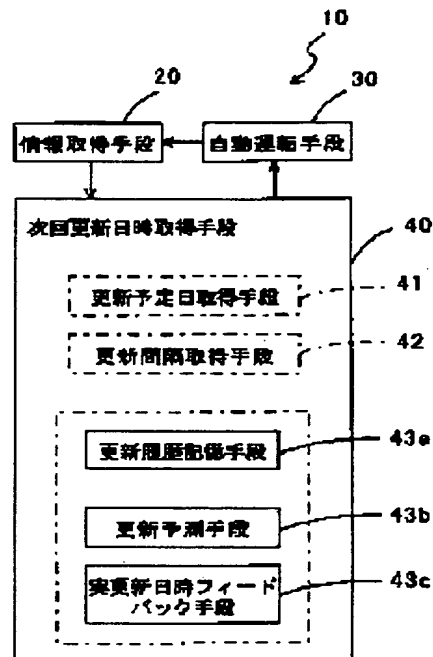 10
20
30
情報取得手段
自動運転手段
次回更新日時取得手段
40
更新予定日取得手段
41
更新間隔取得手段
42
更新履歴記憶手段
43a
更新予測手段
43b
実更新日時フィード
バック手段
43c